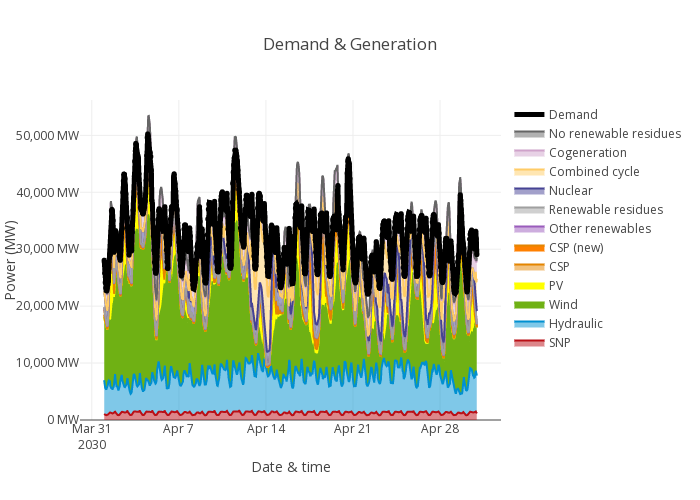 Demand & Generation
50,000 MW
40,000 MW
30,000 MW
20,000 MW
10,000 MW
0 MW
Power (MW)
Mar 31
2030
Apr 7
Apr 14
Apr 21
Apr 28
Date & time
Demand
No renewable residues
Cogeneration
Combined cycle
Nuclear
Renewable residues
Other renewables
CSP (new)
CSP
PV
Wind
Hydraulic
SNP